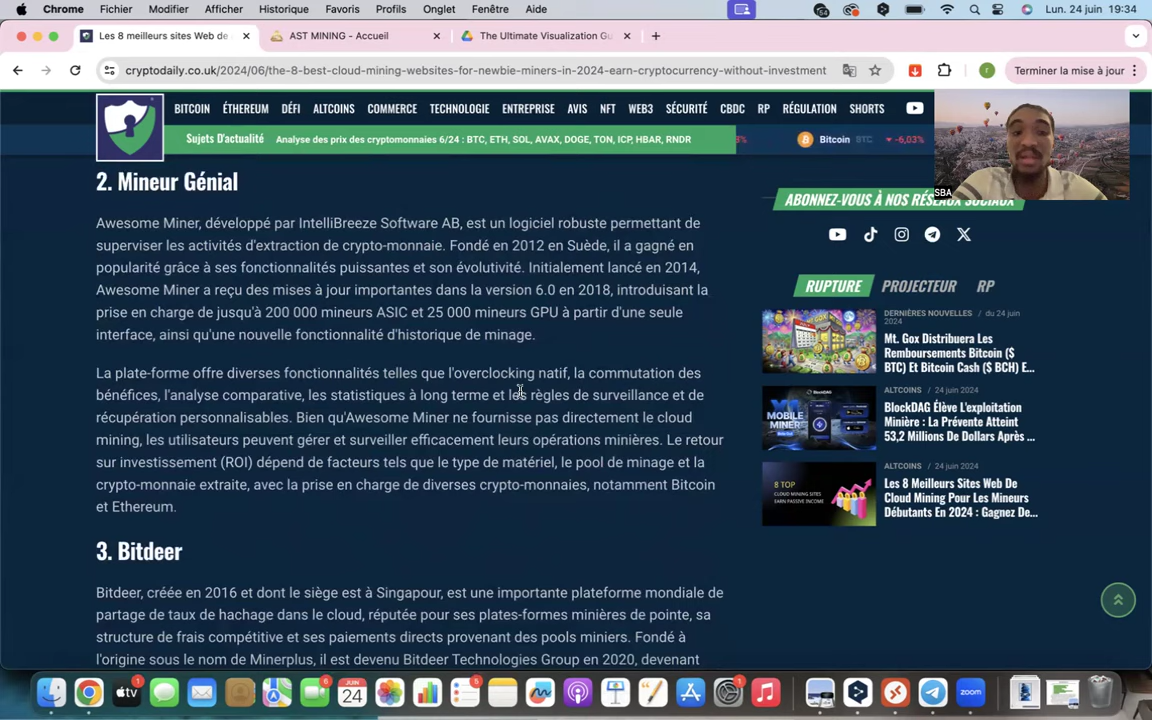 Chrome Fichier Modifier Afficher Historique Favoris Profils Onglet Fenêtre Aide
Lun. 24 juin 19:34
Les 8 meilleurs sites Web de
AST MINING - Accueil
The Ultimate Visualization Gu
cryptodaily.co.uk/2024/06/the-8-best-cloud-mining-websites-for-newbie-miners-in-2024-earn-cryptocurrency-without-investment
r
Terminer la mise à jour
BITCOIN ÉTHEREUM DÉFI ALTCOINS COMMERCE TECHNOLOGIE ENTREPRISE AVIS NFT WEB3 SÉCURITÉ CBDC RP RÉGULATION SHORTS
Sujets D'actualité
Analyse des prix des cryptomonnaies 6/24 : BTC, ETH, SOL, AVAX, DOGE, TON, ICP, HBAR, RNDR
Bitcoin BTC -6,03%
SBA
2. Mineur Génial
Awesome Miner, développé par IntelliBreeze Software AB, est un logiciel robuste permettant de
superviser les activités d'extraction de crypto-monnaie. Fondé en 2012 en Suède, il a gagné en
popularité grâce à ses fonctionnalités puissantes et son évolutivité. Initialement lancé en 2014,
Awesome Miner a reçu des mises à jour importantes dans la version 6.0 en 2018, introduisant la
prise en charge de jusqu'à 200 000 mineurs ASIC et 25 000 mineurs GPU à partir d'une seule
interface, ainsi qu'une nouvelle fonctionnalité d'historique de minage.
La plate-forme offre diverses fonctionnalités telles que l'overclocking natif, la commutation des
bénéfices, l'analyse comparative, les statistiques à long terme et les règles de surveillance et de
récupération personnalisables. Bien qu'Awesome Miner ne fournisse pas directement le cloud
mining, les utilisateurs peuvent gérer et surveiller efficacement leurs opérations minières. Le retour
sur investissement (ROI) dépend de facteurs tels que le type de matériel, le pool de minage et la
crypto-monnaie extraite, avec la prise en charge de diverses crypto-monnaies, notamment Bitcoin
et Ethereum.
3. Bitdeer
Bitdeer, créée en 2016 et dont le siège est à Singapour, est une importante plateforme mondiale de
partage de taux de hachage dans le cloud, réputée pour ses plates-formes minières de pointe, sa
structure de frais compétitive et ses paiements directs provenant des pools miniers. Fondé à
l'origine sous le nom de Minerplus, il est devenu Bitdeer Technologies Group en 2020, devenant
ABONNEZ-VOUS À NOS RÉSEAUX SOCIAUX
RUPTURE PROJECTEUR RP
DERNIÈRES NOUVELLES / du 24 juin
2024
Mt. Gox Distribuera Les
Remboursements Bitcoin ($
BTC) Et Bitcoin Cash ($ BCH) E...
MOBILE
MINER
ALTCOINS / 24 juin 2024
BlockDAG Élève L'exploitation
Minière : La Prévente Atteint
53,2 Millions De Dollars Après ...
8 TOP
CLOUD MINING SITES
EARN PASSIVE INCOME
ALTCOINS / 24 juin 2024
Les 8 Meilleurs Sites Web De
Cloud Mining Pour Les Mineurs
Débutants En 2024 : Gagnez De...
JUIN
24
tv
zoom